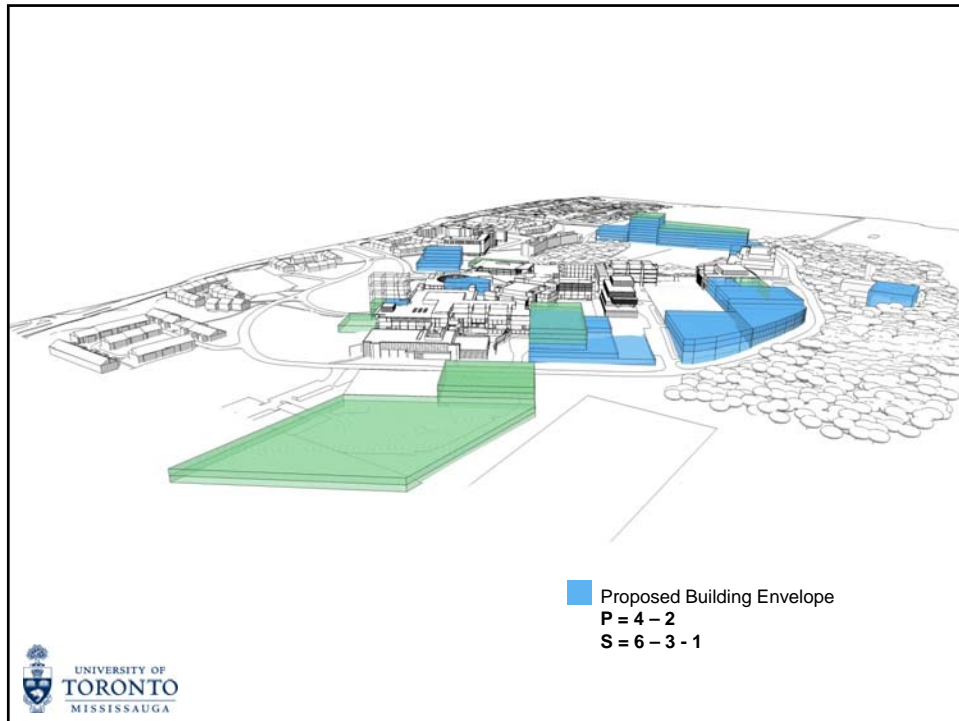 Proposed Building Envelope
P = 4 – 2
S = 6 – 3 - 1
UNIVERSITY OF
TORONTO
MISSISSAUGA